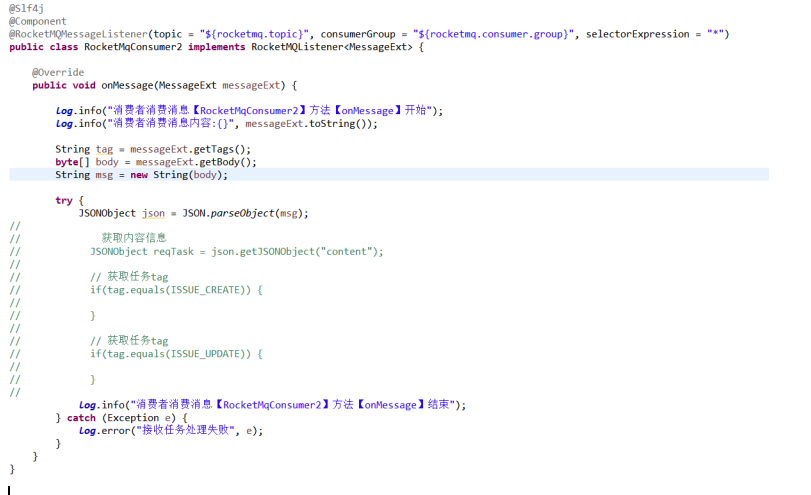 @Slf4j
@Component
@RocketMQMessageListener(topic = "${rocketmq.topic}", consumerGroup = "${rocketmq.consumer.group}", selectorExpression = "*")
public class RocketMqConsumer2 implements RocketMQListener<MessageExt> {
@Override
public void onMessage(MessageExt messageExt) {
log.info("消费者消费消息【RocketMqConsumer2】方法【onMessage】开始");
log.info("消费者消费消息内容:{}", messageExt.toString());
String tag = messageExt.getTags();
byte[] body = messageExt.getBody();
String msg = new String(body);
try {
JSONObject json = JSON.parseObject(msg);
//
// 获取内容信息
// JSONObject reqTask = json.getJSONObject("content");
//
// // 获取任务tag
// if(tag.equals(ISSUE_CREATE)) {
//
// }
//
// // 获取任务tag
// if(tag.equals(ISSUE_UPDATE)) {
//
// }
//
log.info("消费者消费消息【RocketMqConsumer2】方法【onMessage】结束");
} catch (Exception e) {
log.error("接收任务处理失败", e);
}
}
}